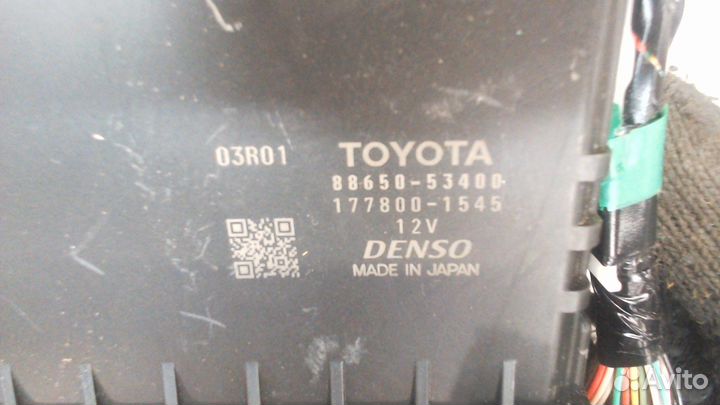 03R01
TOYOTA
88650-53400
177800-1545
12V
DENSO
MADE IN JAPAN
Avito